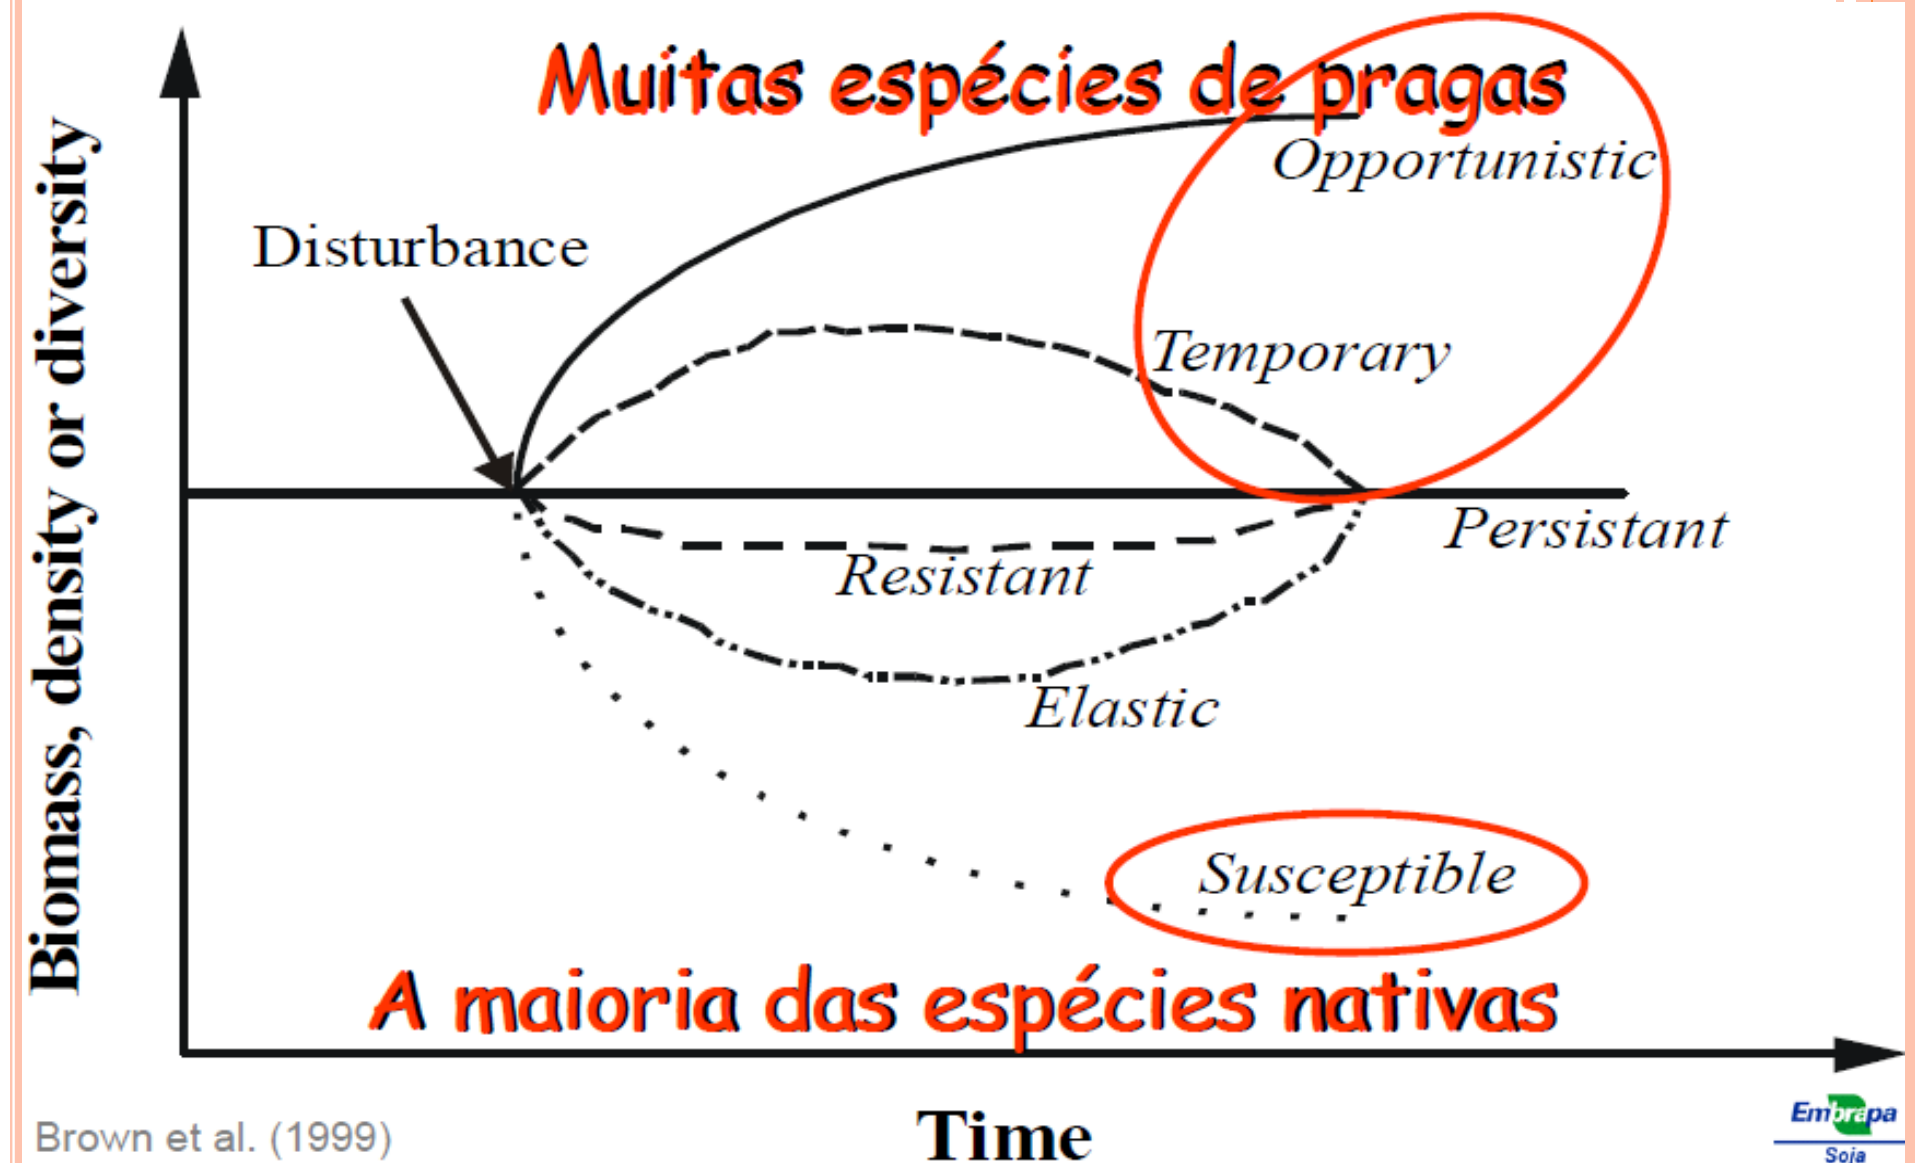 Muitas espécies de pragas
Opportunistic
Disturbance
Temporary
Persistant
Resistant
Elastic
Susceptible
A maioria das espécies nativas
Biomass, density or diversity
Time
Brown et al. (1999)
Embrapa
Soja